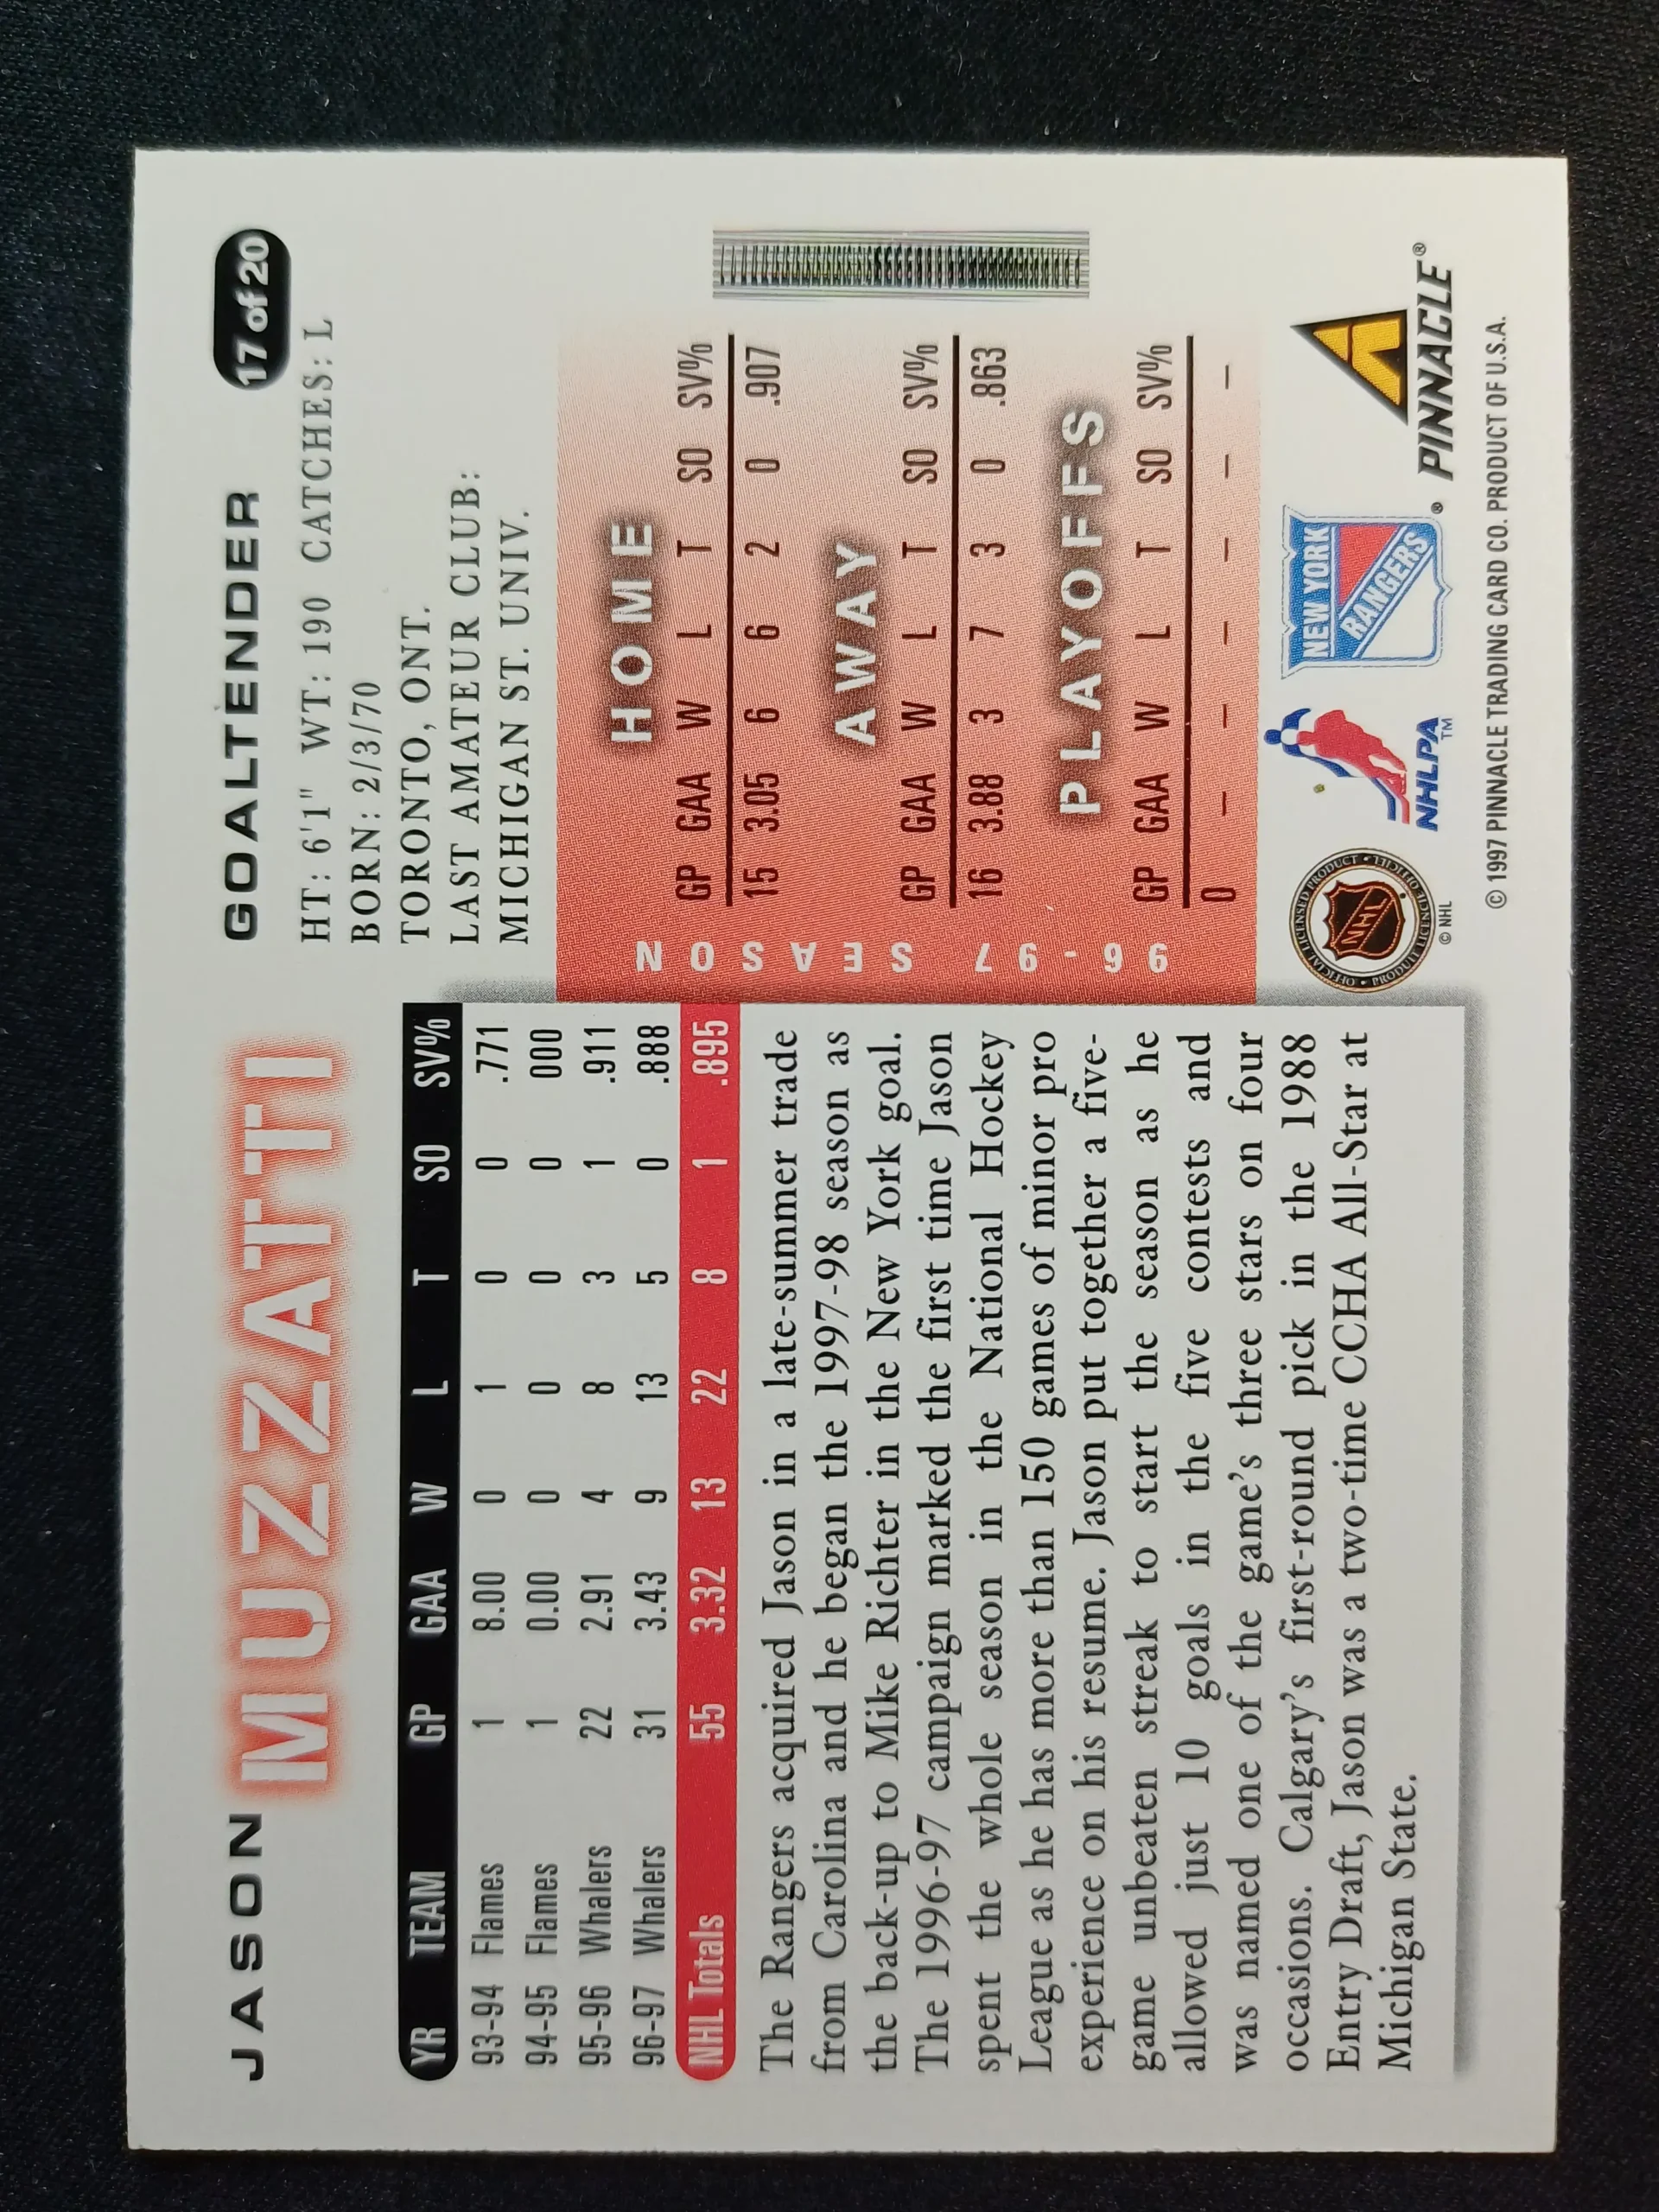 JASON MUZZATTI
GOALTENDER 17 of 20
HT: 6'1" WT: 190 CATCHES: L
BORN: 2/3/70
TORONTO, ONT.
LAST AMATEUR CLUB:
MICHIGAN ST. UNIV.
YR TEAM GP GAA W L T SO SV%
93-94 Flames 1 8.00 0 1 0 0 .771
94-95 Flames 1 0.00 0 0 0 0 000
95-96 Whalers 22 2.91 4 8 3 1 .911
96-97 Whalers 31 3.43 9 13 5 0 .888
NHL Totals 55 3.32 13 22 8 1 .895
The Rangers acquired Jason in a late-summer trade
from Carolina and he began the 1997-98 season as
the back-up to Mike Richter in the New York goal.
The 1996-97 campaign marked the first time Jason
spent the whole season in the National Hockey
League as he has more than 150 games of minor pro
experience on his resume. Jason put together a five-
game unbeaten streak to start the season as he
allowed just 10 goals in the five contests and
was named one of the game's three stars on four
occasions. Calgary's first-round pick in the 1988
Entry Draft, Jason was a two-time CCHA All-Star at
Michigan State.
96-97 SEASON
HOME
GP GAA W L T SO SV%
15 3.05 6 6 2 0 .907
AWAY
GP GAA W L T SO SV%
16 3.88 3 7 3 0 .863
PLAYOFFS
GP GAA W L T SO SV%
0 – – – – – –
OFFICIAL LICENSED PRODUCT •
NHL
© NHL
NHLPA™
NEW YORK
RANGERS
®
PINNACLE®
© 1997 PINNACLE TRADING CARD CO. PRODUCT OF U.S.A.